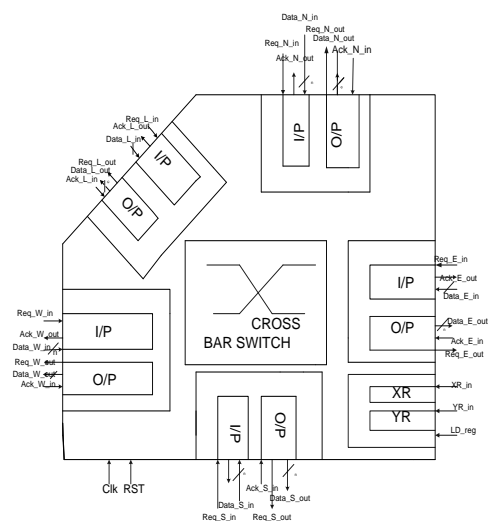 Data_N_in
Req_N_in
Data_N_out
Ack_N_in
Ack_N_out
I/P
O/P
Req_L_in
Ack_L_out
Data_L_in
Req_L_out
Data_L_out
Ack_L_in
I/P
O/P
Req_E_in
Ack_E_out
Data_E_in
I/P
Data_E_out
Ack_E_in
Req_E_out
O/P
CROSS
BAR SWITCH
Req_W_in
Ack_W_out
Data_W_in
n
Req_W_out
Data_W_out
Ack_W_in
I/P
O/P
XR_in
YR_in
LD_reg
XR
YR
I/P
O/P
Clk RST
Ack_S_in
Data_S_in
Data_S_out
Req_S_in
Req_S_out